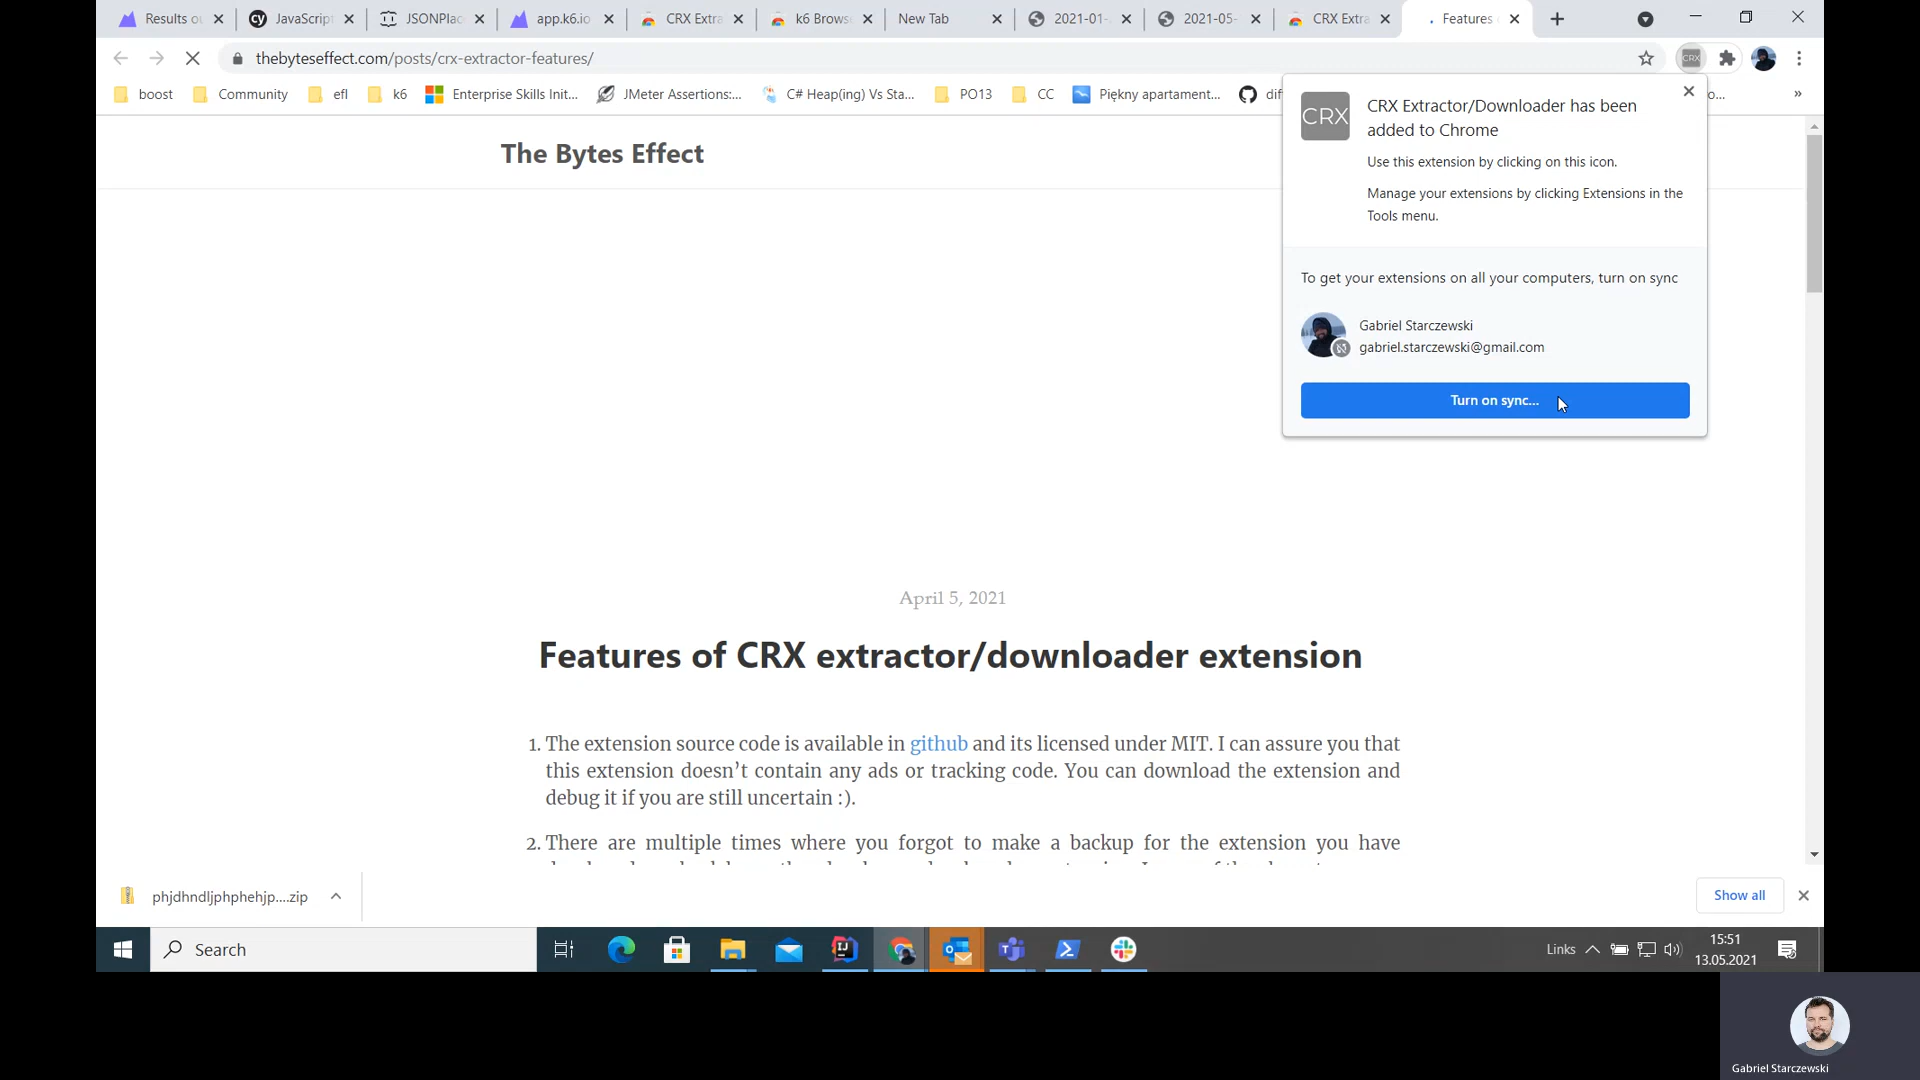 Results o
JavaScrip
JSONPlac
app.k6.io
CRX Extra
k6 Brows
New Tab
2021-01-
2021-05-
CRX Extra
Features
thebyteseffect.com/posts/crx-extractor-features/
CRX
boost
Community
efl
k6
Enterprise Skills Init...
JMeter Assertions:...
C# Heap(ing) Vs Sta...
PO13
CC
Piękny apartament...
dif
o...
»
CRX
CRX Extractor/Downloader has been
added to Chrome
Use this extension by clicking on this icon.
Manage your extensions by clicking Extensions in the
Tools menu.
To get your extensions on all your computers, turn on sync
Gabriel Starczewski
gabriel.starczewski@gmail.com
Turn on sync...
The Bytes Effect
April 5, 2021
Features of CRX extractor/downloader extension
1. The extension source code is available in github and its licensed under MIT. I can assure you that
this extension doesn't contain any ads or tracking code. You can download the extension and
debug it if you are still uncertain :).
2. There are multiple times where you forgot to make a backup for the extension you have
phjdhndljphphehjp....zip
Show all
Search
Links
15:51
13.05.2021
Gabriel Starczewski